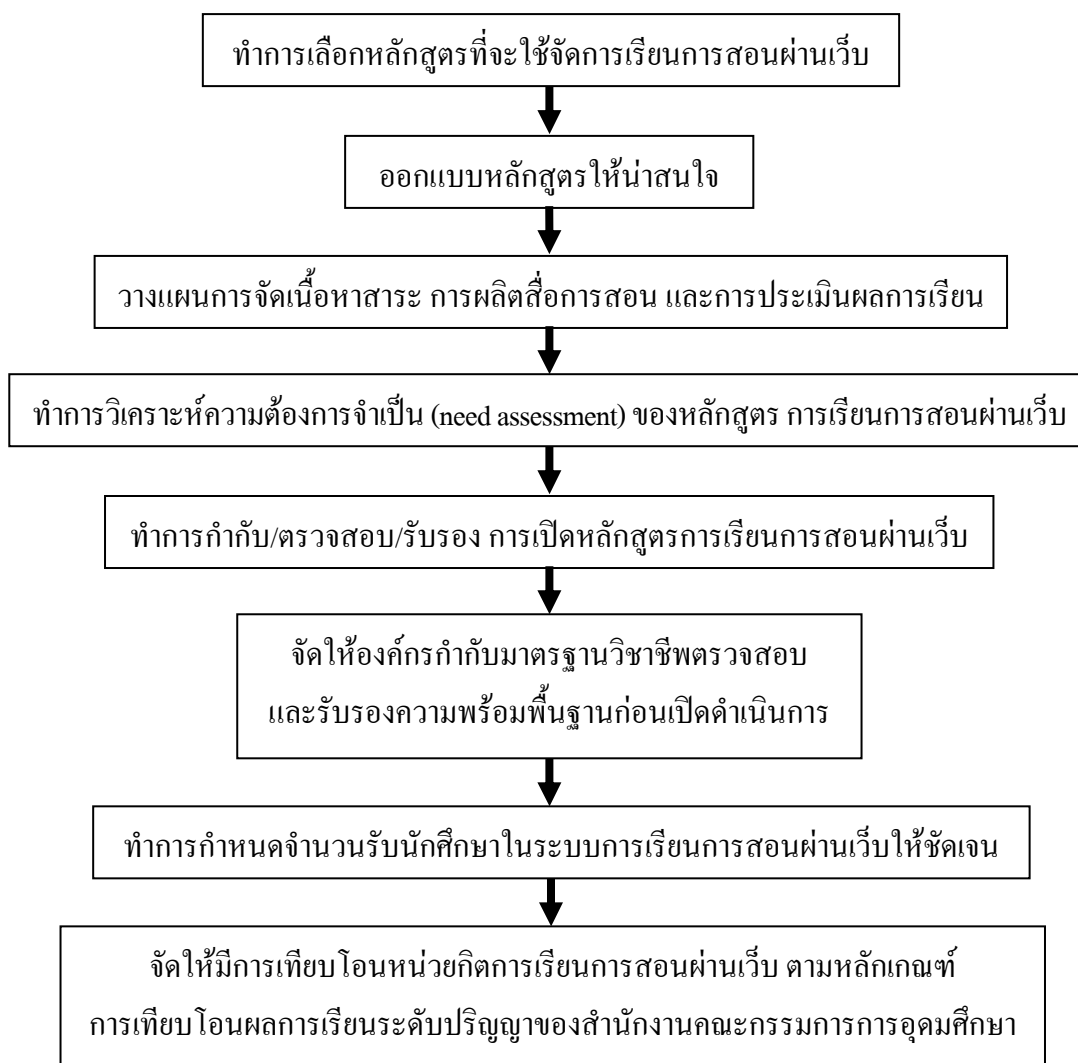 ทำการเลือกหลักสูตรที่จะใช้จัดการเรียนการสอนผ่านเว็บ
ออกแบบหลักสูตรให้น่าสนใจ
วางแผนการจัดเนื้อหาสาระ การผลิตสื่อการสอน และการประเมินผลการเรียน
ทำการวิเคราะห์ความต้องการจำเป็น (need assessment) ของหลักสูตร การเรียนการสอนผ่านเว็บ
ทำการกำกับ/ตรวจสอบ/รับรอง การเปิดหลักสูตรการเรียนการสอนผ่านเว็บ
จัดให้องค์กรกำกับมาตรฐานวิชาชีพตรวจสอบ
และรับรองความพร้อมพื้นฐานก่อนเปิดดำเนินการ
ทำการกำหนดจำนวนรับนักศึกษาในระบบการเรียนการสอนผ่านเว็บให้ชัดเจน
จัดให้มีการเทียบโอนหน่วยกิตการเรียนการสอนผ่านเว็บ ตามหลักเกณฑ์
การเทียบโอนผลการเรียนระดับปริญญาของสำนักงานคณะกรรมการการอุดมศึกษา